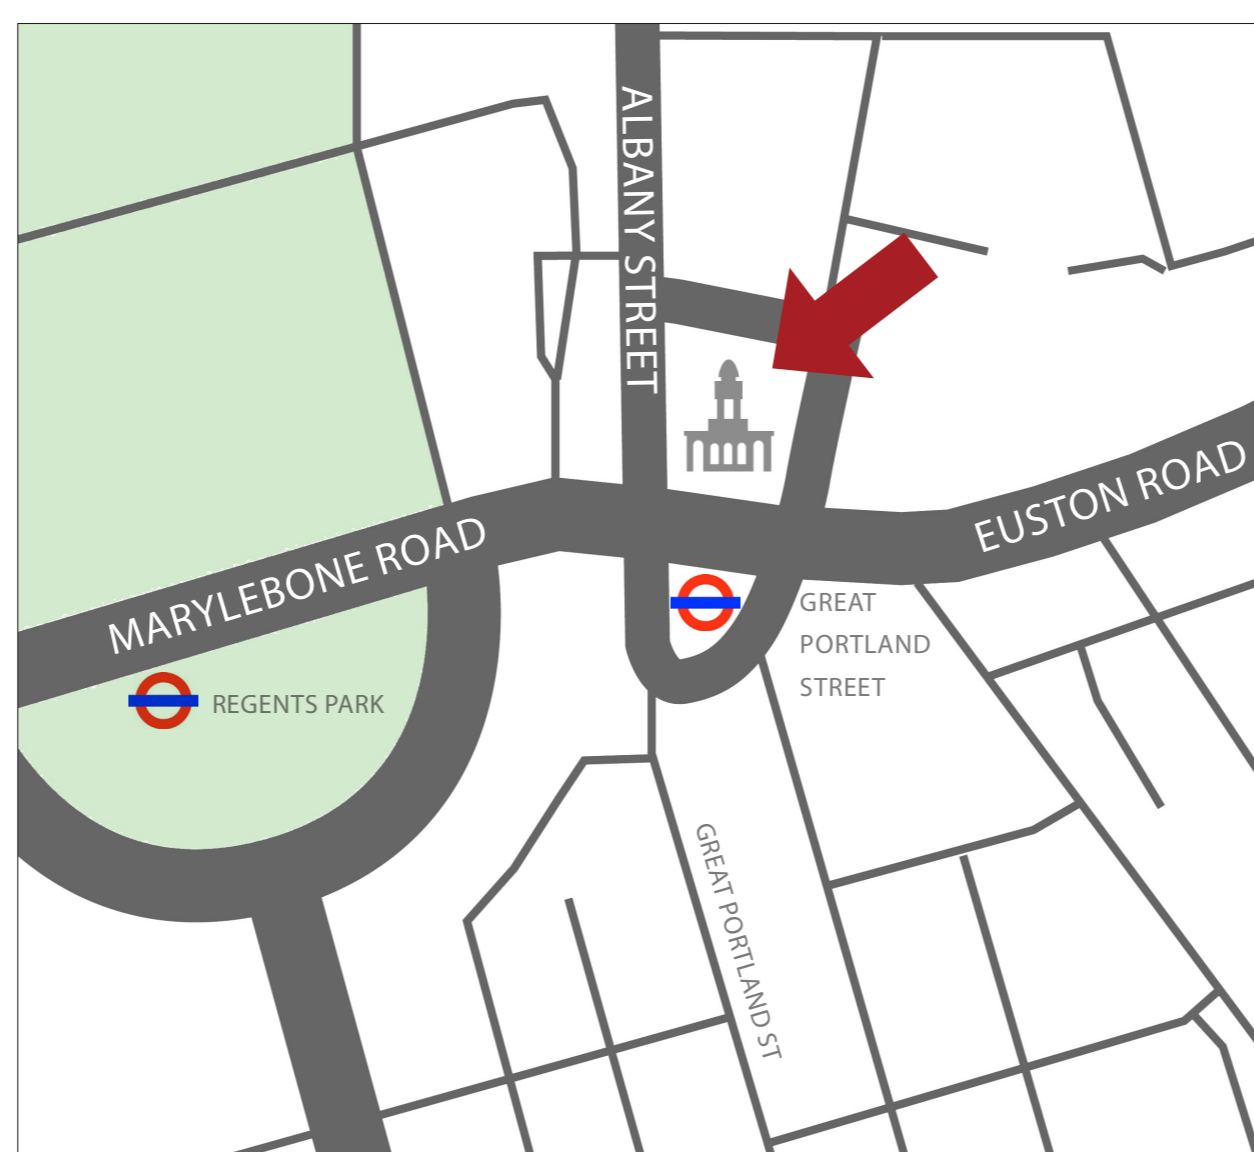 ALBANY STREET
EUSTON ROAD
MARYLEBONE ROAD
GREAT
PORTLAND
STREET
REGENTS PARK
GREAT PORTLAND ST